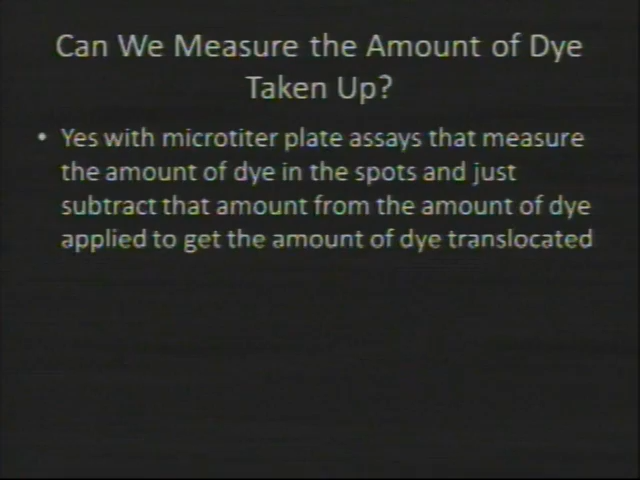 Can We Measure the Amount of Dye
Taken Up?
• Yes with microtiter plate assays that measure
the amount of dye in the spots and just
subtract that amount from the amount of dye
applied to get the amount of dye translocated